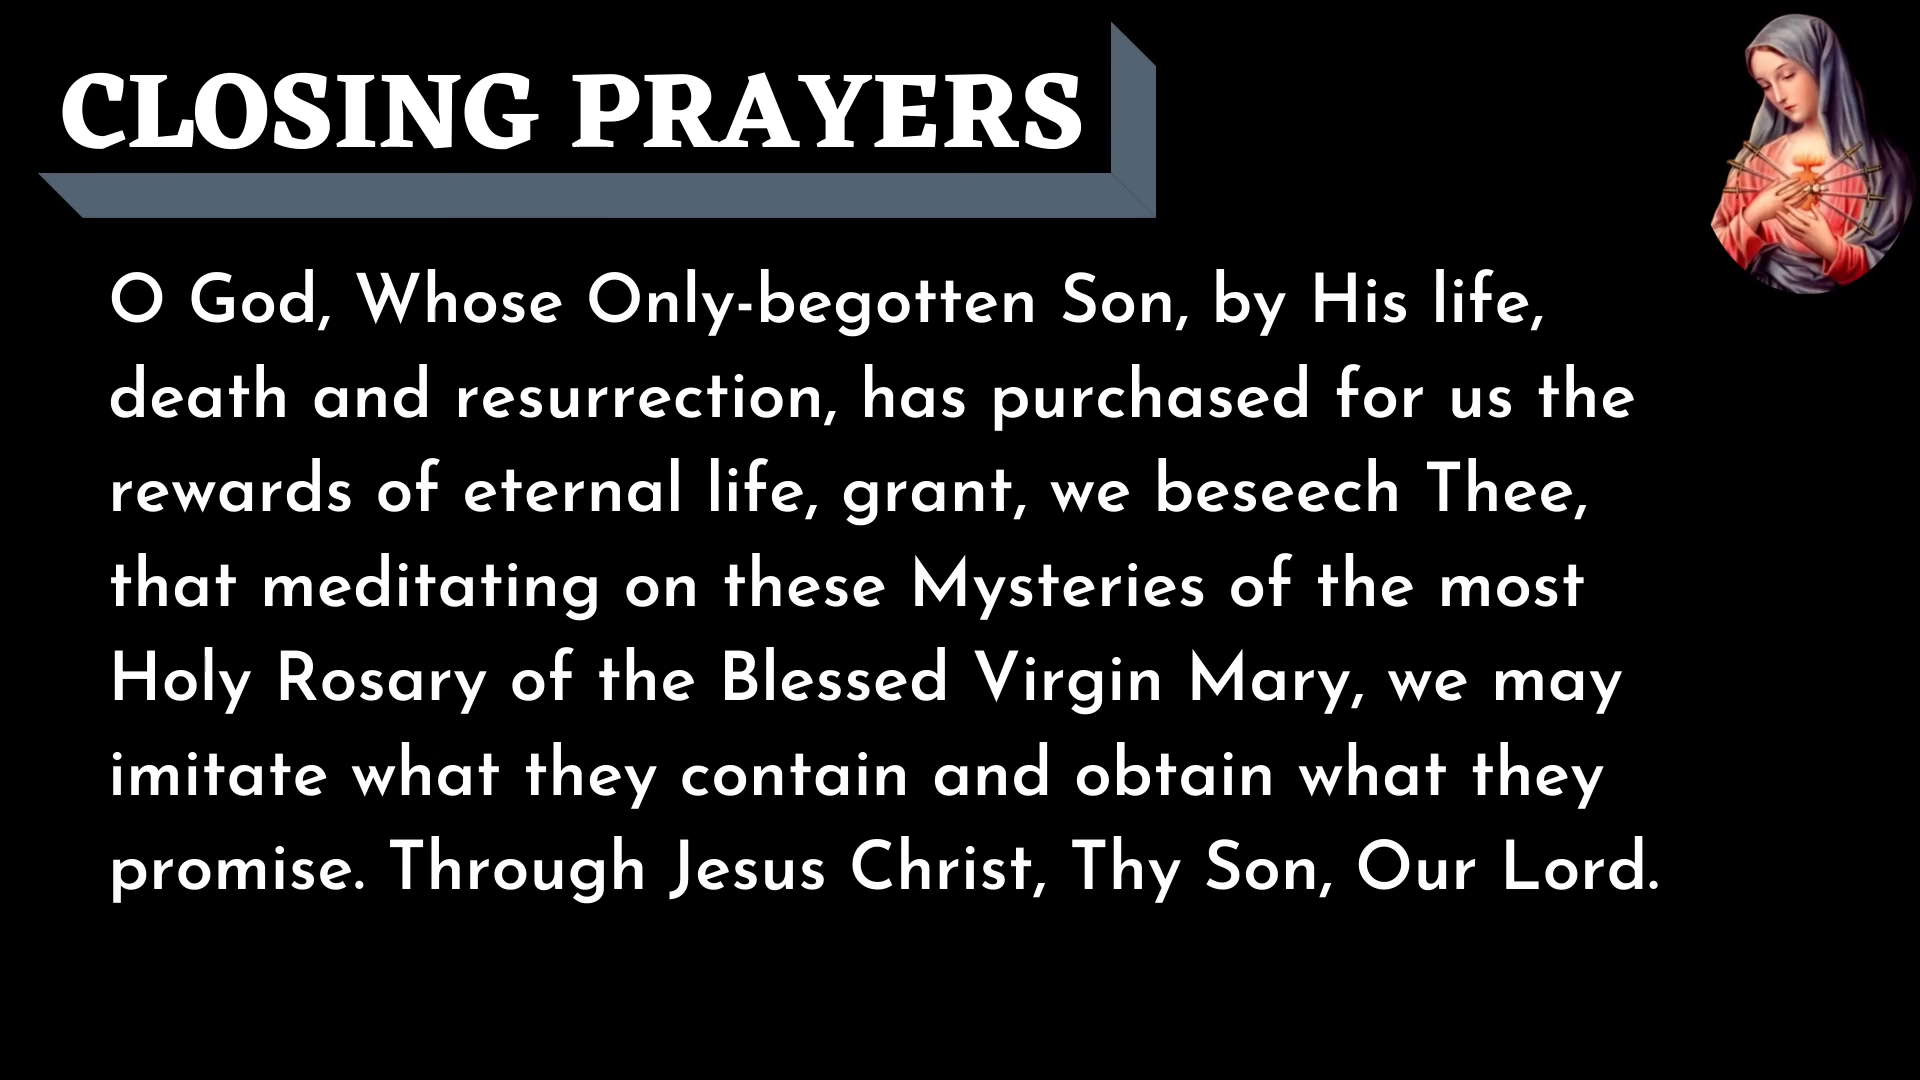 CLOSING PRAYERS
O God, Whose Only-begotten Son, by His life,
death and resurrection, has purchased for us the
rewards of eternal life, grant, we beseech Thee,
that meditating on these Mysteries of the most
Holy Rosary of the Blessed Virgin Mary, we may
imitate what they contain and obtain what they
promise. Through Jesus Christ, Thy Son, Our Lord.